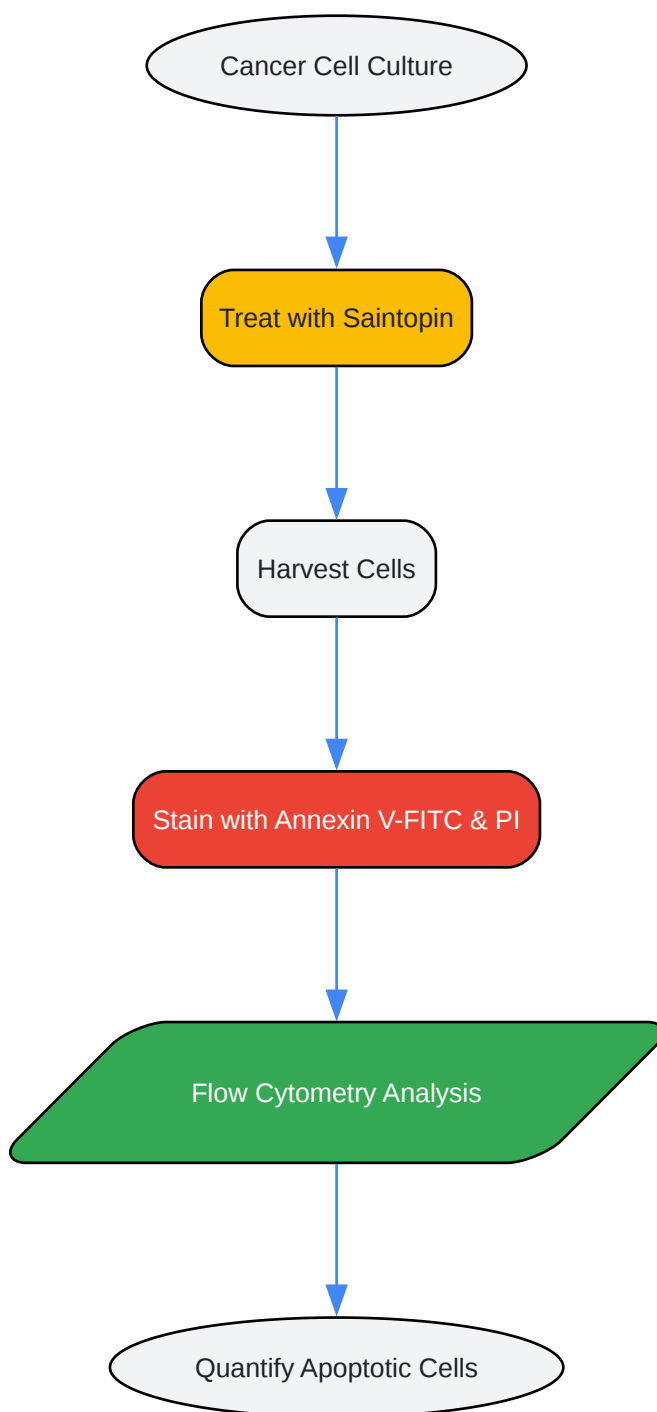 Cancer Cell Culture
Treat with Saintopin
Harvest Cells
Stain with Annexin V-FITC & PI
Flow Cytometry Analysis
Quantify Apoptotic Cells